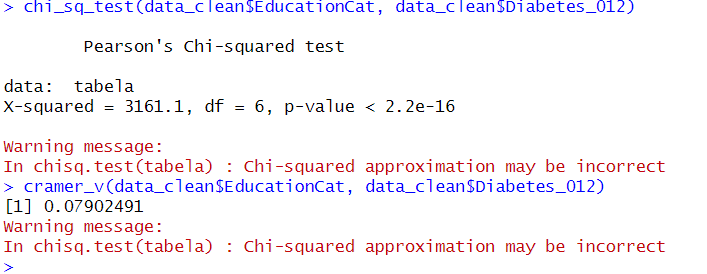 > chi_sq_test(data_clean$EducationCat, data_clean$Diabetes_012)
Pearson's Chi-squared test
data:  tabela
X-squared = 3161.1, df = 6, p-value < 2.2e-16
Warning message:
In chisq.test(tabela) : Chi-squared approximation may be incorrect
> cramer_v(data_clean$EducationCat, data_clean$Diabetes_012)
[1] 0.07902491
Warning message:
In chisq.test(tabela) : Chi-squared approximation may be incorrect
>